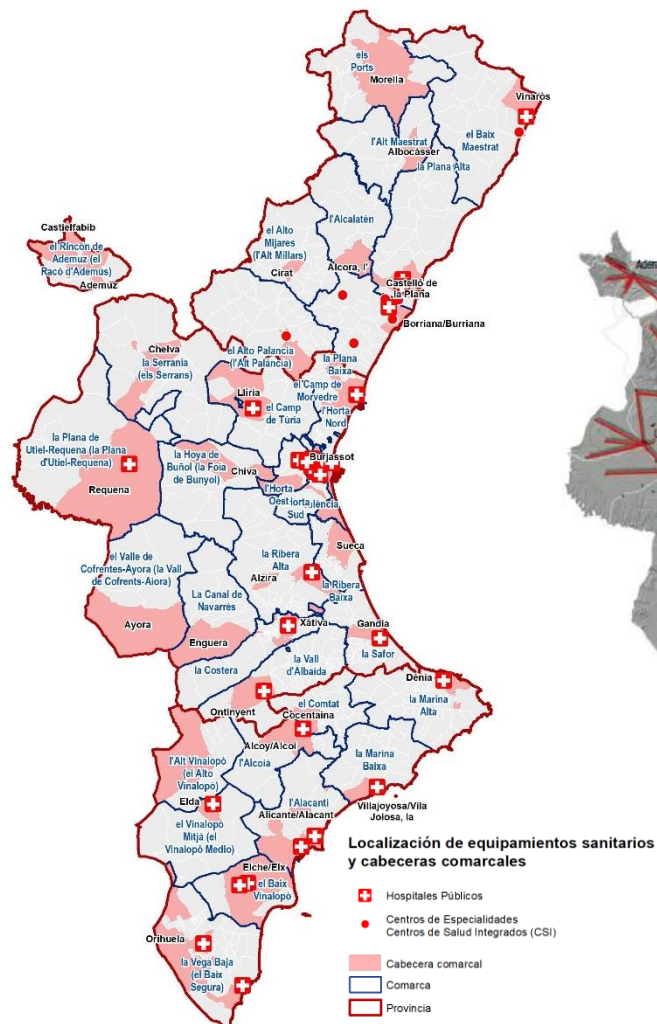 els
Ports
Morella
Vinaròs
l'Alt Maestrat
Albocàsser
el Baix
Maestrat
la Plana Alta
Castielfabib
el Rincón de
Ademuz (el
Racó d'Ademús)
Ademuz
el Alto
Mijares
(l'Alt Millars)
Cirat
l'Alcalatén
Alcora, l'
Castelló de
la Plana
Borriana/Burriana
Chelva
la Serranía
(els Serrans)
el Alto Palancia
(l'Alt Palància)
la Plana
Baixa
Llíria
el Camp de
Morvedre
el Camp
de Túria
l'Horta
Nord
la Plana de
Utiel-Requena (la Plana
d'Utiel-Requena)
Requena
la Hoya de
Buñol (la Foia
de Bunyol)
Chiva
Burjassot
l'Horta
Oest
Sud
Sueca
el Valle de
Cofrentes-Ayora (la Vall
de Cofrents-Aiora)
Ayora
la Ribera
Alta
Alzira
la Ribera
Baixa
La Canal de
Navarrés
Enguera
Xàtiva
Gandia
la Costera
la Vall
d'Albaida
la Safor
Ontinyent
Dénia
la Marina
Alta
el Comtat
Cocentaina
Alcoy/Alcoi
l'Alcoià
la Marina
Baixa
l'Alt Vinalopó
(el Alto
Vinalopó)
Elda
Villajoyosa/Vila
Joiosa, la
l'Alacantí
Alicante/Alacant
el Vinalopó
Mitjà (el
Vinalopó Medio)
Elche/Elx
el Baix
Vinalopó
Orihuela
la Vega Baja
(el Baix
Segura)
Localización de equipamientos sanitarios
y cabeceras comarcales
Hospitales Públicos
Centros de Especialidades
Centros de Salud Integrados (CSI)
Cabecera comarcal
Comarca
Provincia